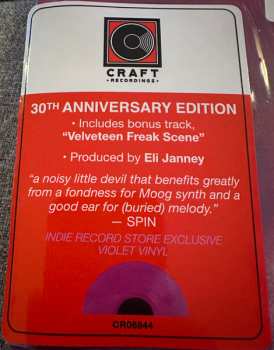 CRAFT
RECORDINGS
30TH ANNIVERSARY EDITION
• Includes bonus track,
"Velveteen Freak Scene"
• Produced by Eli Janney
"a noisy little devil that benefits greatly
from a fondness for Moog synth and a
good ear for (buried) melody."
— SPIN
INDIE RECORD STORE EXCLUSIVE
VIOLET VINYL
CR06844